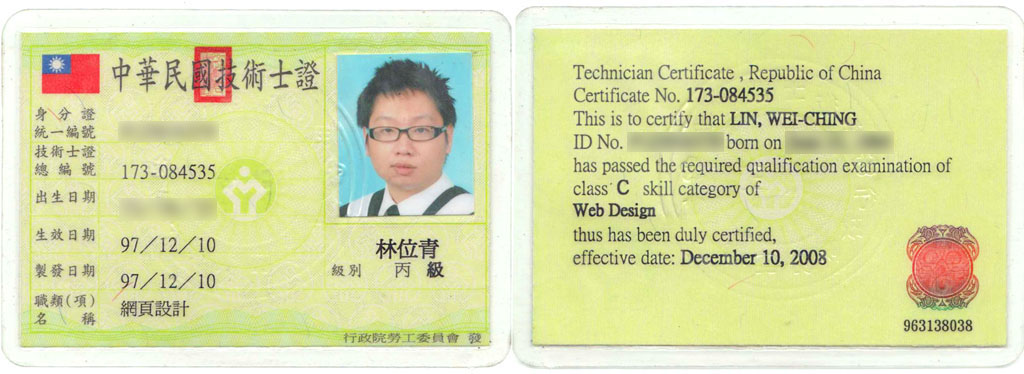 中華民國技術士證
身分證
統一編號
技術士證
總編號 173-084535
出生日期
生效日期 97/12/10
製發日期 97/12/10
職類(項)
名稱 網頁設計
林位青
級別 丙級
行政院勞工委員會 發
Technician Certificate , Republic of China
Certificate No. 173-084535
This is to certify that LIN, WEI-CHING
ID No. born on
has passed the required qualification examination of
class C skill category of
Web Design
thus has been duly certified,
effective date: December 10, 2008
963138038